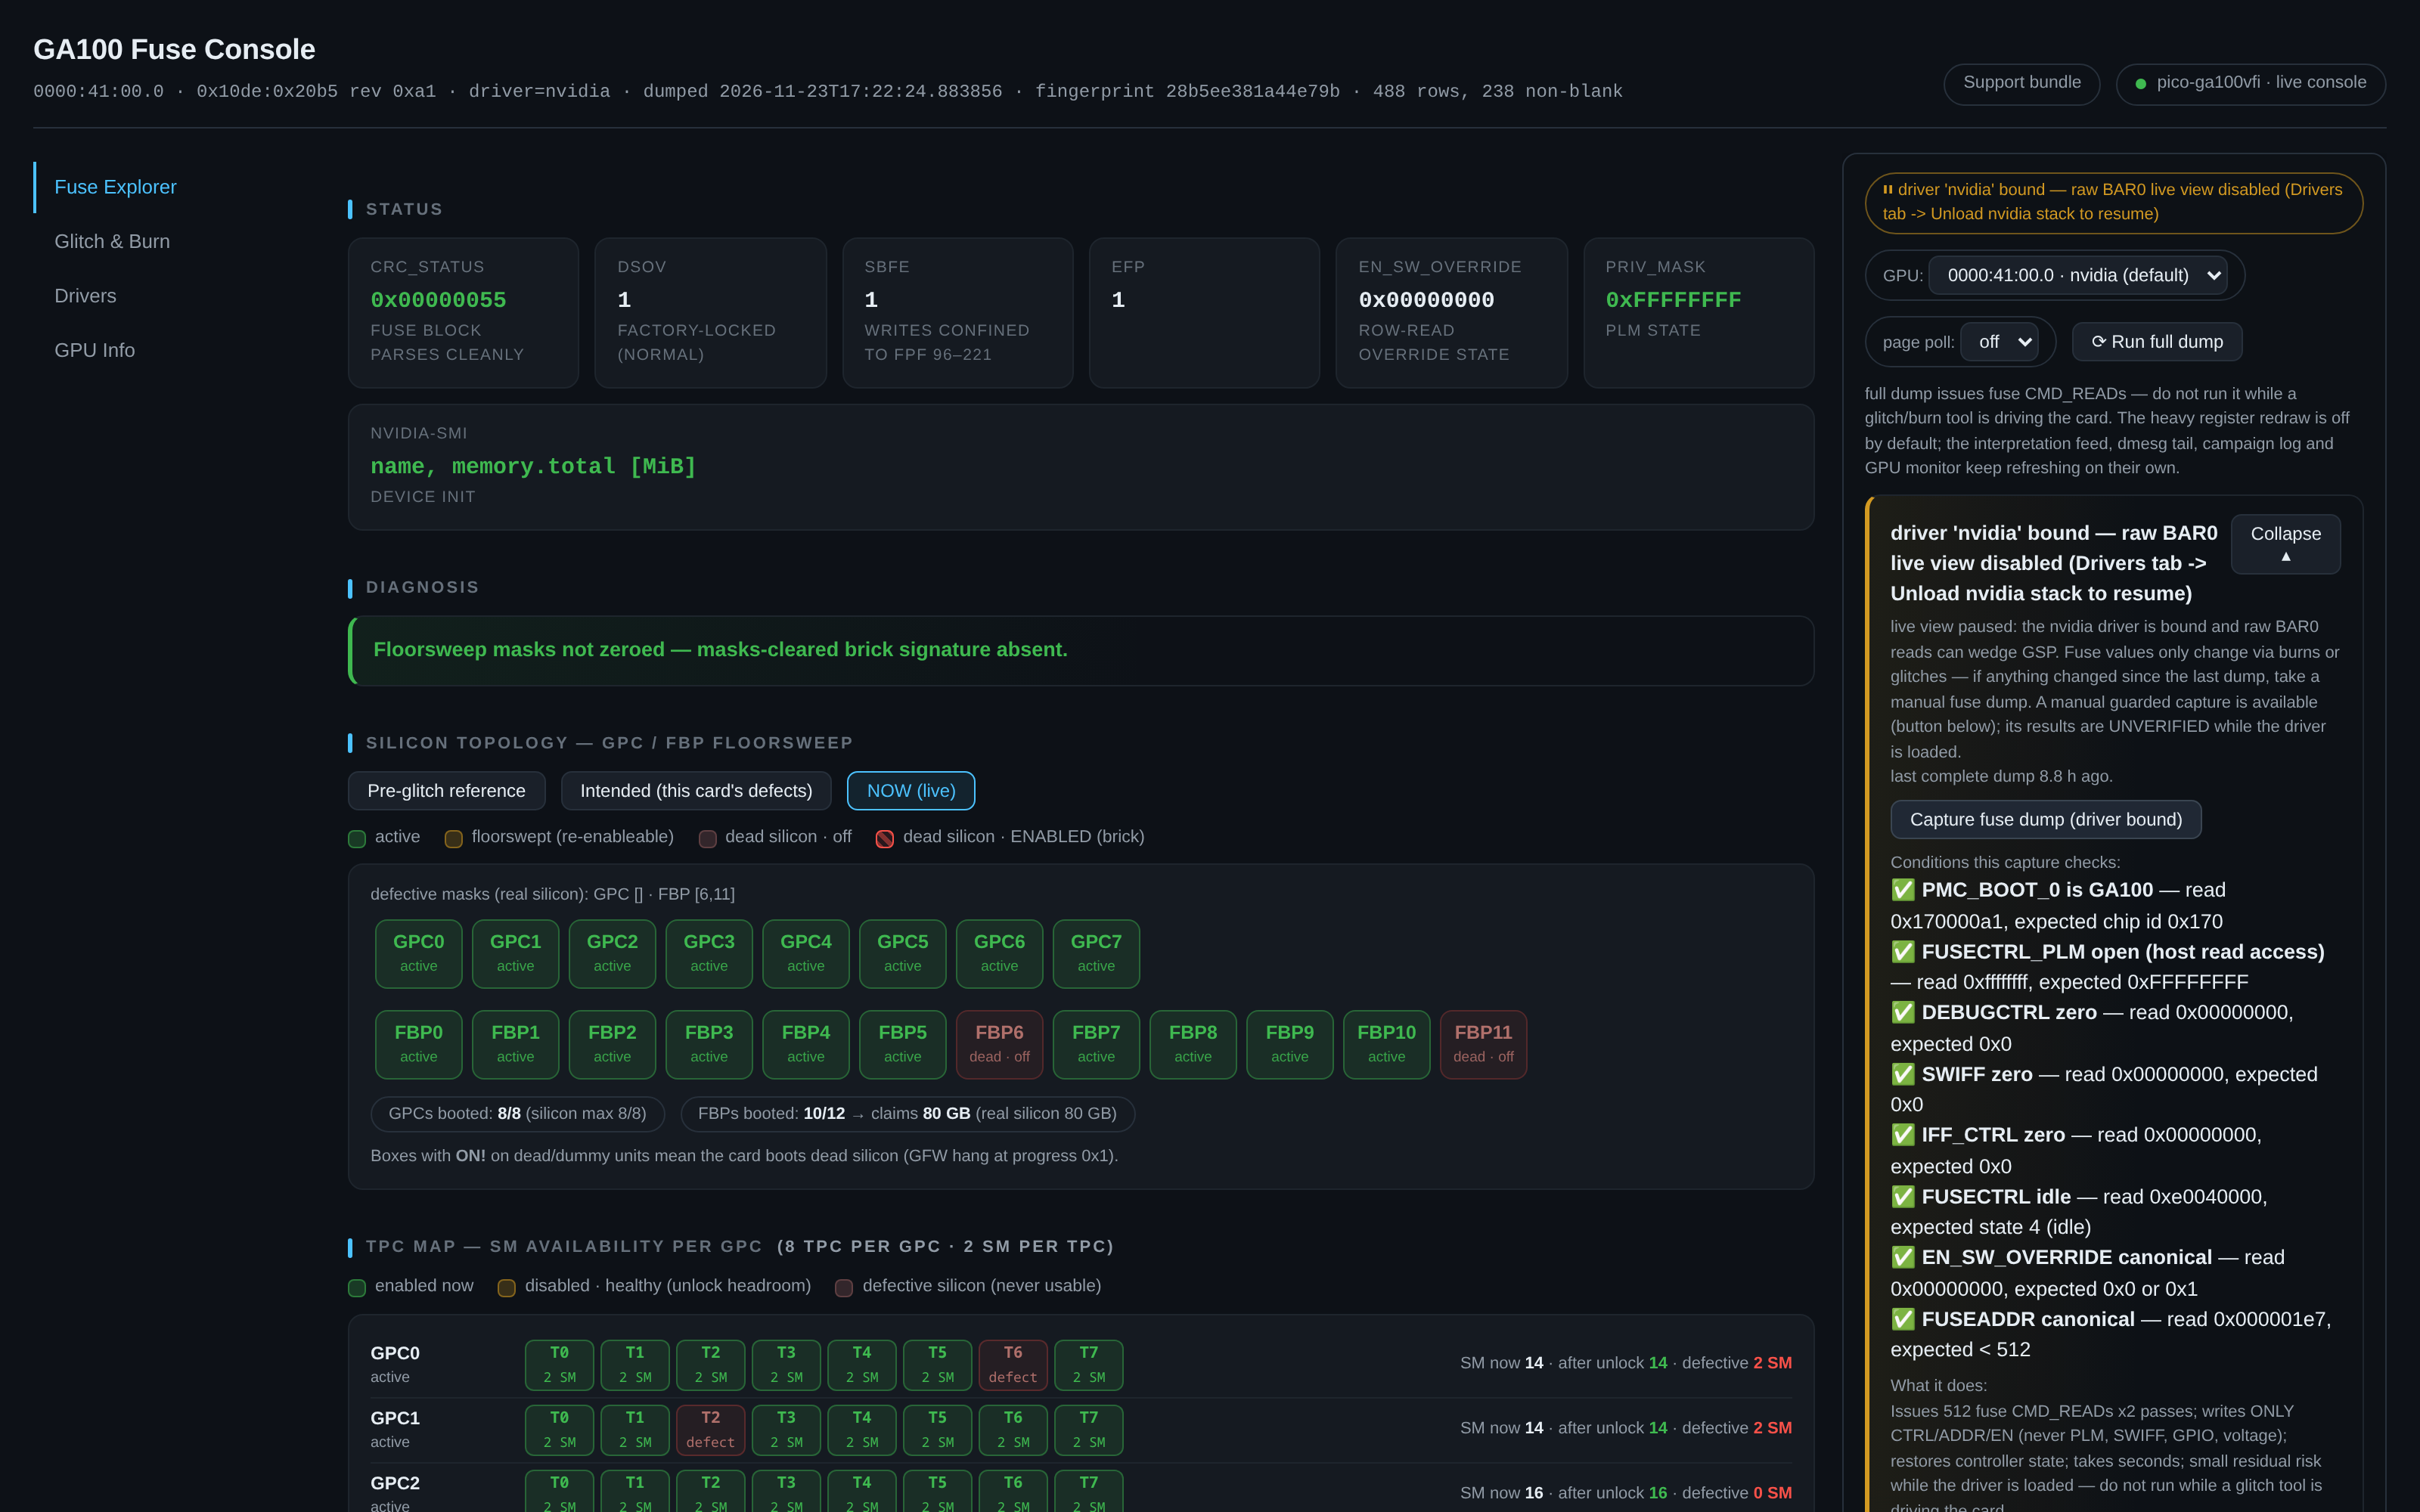 GA100 Fuse Console
0000:41:00.0 · 0x10de:0x20b5 rev 0xa1 · driver=nvidia · dumped 2026-11-23T17:22:24.883856 · fingerprint 28b5ee381a44e79b · 488 rows, 238 non-blank
Support bundle
pico-ga100vfi · live console
Fuse Explorer
Glitch & Burn
Drivers
GPU Info
STATUS
CRC_STATUS
0x00000055
FUSE BLOCK
PARSES CLEANLY
DSOV
1
FACTORY-LOCKED
(NORMAL)
SBFE
1
WRITES CONFINED
TO FPF 96–221
EFP
1
EN_SW_OVERRIDE
0x00000000
ROW-READ
OVERRIDE STATE
PRIV_MASK
0xFFFFFFFF
PLM STATE
NVIDIA-SMI
name, memory.total [MiB]
DEVICE INIT
DIAGNOSIS
Floorsweep masks not zeroed — masks-cleared brick signature absent.
SILICON TOPOLOGY — GPC / FBP FLOORSWEEP
Pre-glitch reference
Intended (this card's defects)
NOW (live)
active
floorswept (re-enableable)
dead silicon · off
dead silicon · ENABLED (brick)
defective masks (real silicon): GPC [] · FBP [6,11]
GPC0
active
GPC1
active
GPC2
active
GPC3
active
GPC4
active
GPC5
active
GPC6
active
GPC7
active
FBP0
active
FBP1
active
FBP2
active
FBP3
active
FBP4
active
FBP5
active
FBP6
dead · off
FBP7
active
FBP8
active
FBP9
active
FBP10
active
FBP11
dead · off
GPCs booted: 8/8 (silicon max 8/8)
FBPs booted: 10/12 → claims 80 GB (real silicon 80 GB)
Boxes with ON! on dead/dummy units mean the card boots dead silicon (GFW hang at progress 0x1).
TPC MAP — SM AVAILABILITY PER GPC (8 TPC PER GPC · 2 SM PER TPC)
enabled now
disabled · healthy (unlock headroom)
defective silicon (never usable)
GPC0
active
T0
2 SM
T1
2 SM
T2
2 SM
T3
2 SM
T4
2 SM
T5
2 SM
T6
defect
T7
2 SM
SM now 14 · after unlock 14 · defective 2 SM
GPC1
active
T0
2 SM
T1
2 SM
T2
defect
T3
2 SM
T4
2 SM
T5
2 SM
T6
2 SM
T7
2 SM
SM now 14 · after unlock 14 · defective 2 SM
GPC2
active
T0
2 SM
T1
2 SM
T2
2 SM
T3
2 SM
T4
2 SM
T5
2 SM
T6
2 SM
T7
2 SM
SM now 16 · after unlock 16 · defective 0 SM
⏸ driver 'nvidia' bound — raw BAR0 live view disabled (Drivers
tab -> Unload nvidia stack to resume)
GPU: 0000:41:00.0 · nvidia (default)
page poll: off
⟳ Run full dump
full dump issues fuse CMD_READs — do not run it while a
glitch/burn tool is driving the card. The heavy register redraw is off
by default; the interpretation feed, dmesg tail, campaign log and
GPU monitor keep refreshing on their own.
driver 'nvidia' bound — raw BAR0
live view disabled (Drivers tab ->
Unload nvidia stack to resume)
Collapse
▲
live view paused: the nvidia driver is bound and raw BAR0
reads can wedge GSP. Fuse values only change via burns or
glitches — if anything changed since the last dump, take a
manual fuse dump. A manual guarded capture is available
(button below); its results are UNVERIFIED while the driver
is loaded.
last complete dump 8.8 h ago.
Capture fuse dump (driver bound)
Conditions this capture checks:
✅ PMC_BOOT_0 is GA100 — read
0x170000a1, expected chip id 0x170
✅ FUSECTRL_PLM open (host read access)
— read 0xffffffff, expected 0xFFFFFFFF
✅ DEBUGCTRL zero — read 0x00000000,
expected 0x0
✅ SWIFF zero — read 0x00000000, expected
0x0
✅ IFF_CTRL zero — read 0x00000000,
expected 0x0
✅ FUSECTRL idle — read 0xe0040000,
expected state 4 (idle)
✅ EN_SW_OVERRIDE canonical — read
0x00000000, expected 0x0 or 0x1
✅ FUSEADDR canonical — read 0x000001e7,
expected < 512
What it does:
Issues 512 fuse CMD_READs x2 passes; writes ONLY
CTRL/ADDR/EN (never PLM, SWIFF, GPIO, voltage);
restores controller state; takes seconds; small residual risk
while the driver is loaded — do not run while a glitch tool is
driving the card.